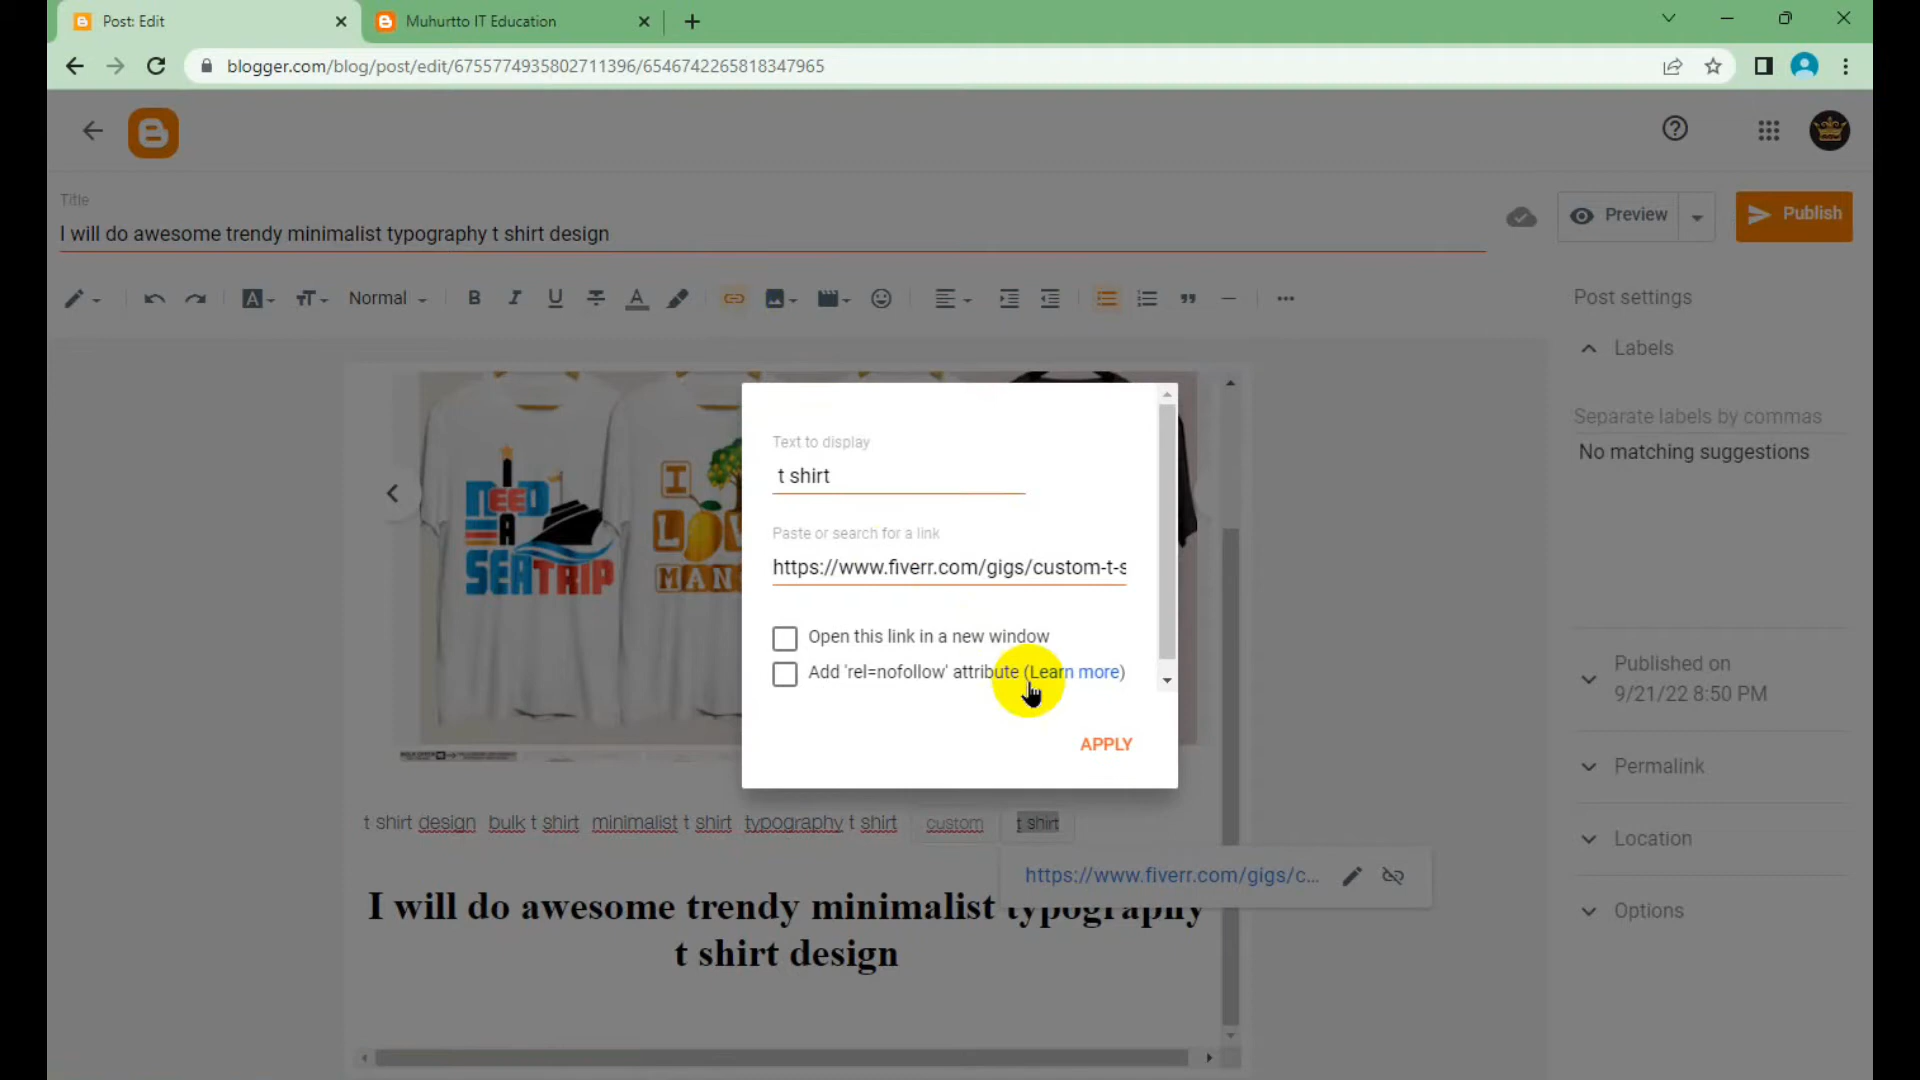 Post: Edit
Muhurtto IT Education
blogger.com/blog/post/edit/6755774935802711396/6546742265818347965
Title
I will do awesome trendy minimalist typography t shirt design
Preview
Publish
Normal
Post settings
Labels
Separate labels by commas
No matching suggestions
Published on
9/21/22 8:50 PM
Permalink
Location
Options
I NEED
A
SEATRIP
I
LO
MAN
Text to display
t shirt
Paste or search for a link
https://www.fiverr.com/gigs/custom-t-s
Open this link in a new window
Add 'rel=nofollow' attribute (Learn more)
APPLY
t shirt design bulk t shirt minimalist t shirt typography t shirt custom t shirt
https://www.fiverr.com/gigs/c...
I will do awesome trendy minimalist typography
t shirt design